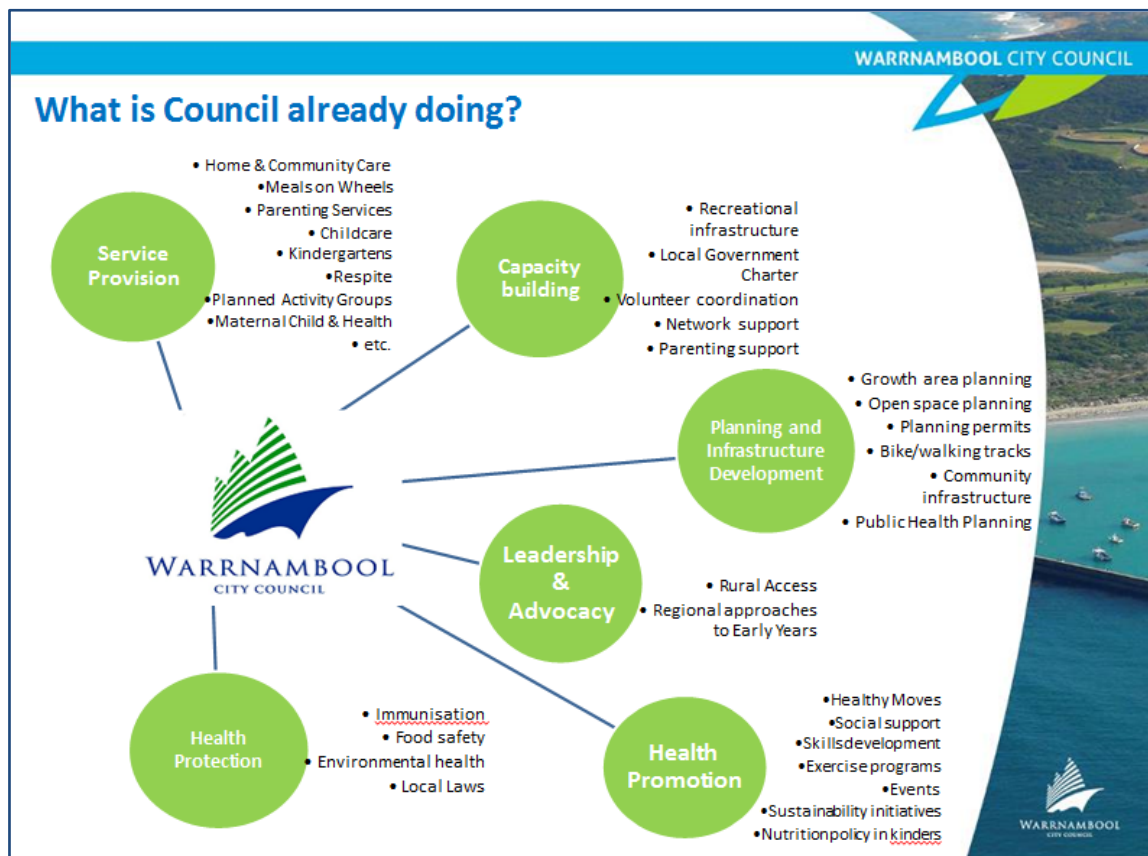 WARRNAMBOOL CITY COUNCIL
What is Council already doing?
Service
Provision
• Home & Community Care
•Meals on Wheels
• Parenting Services
• Childcare
• Kindergartens
•Respite
•Planned Activity Groups
•Maternal Child & Health
• etc.
Capacity
building
• Recreational
infrastructure
• Local Government
Charter
• Volunteer coordination
• Network support
• Parenting support
Planning and
Infrastructure
Development
• Growth area planning
• Open space planning
• Planning permits
• Bike/walking tracks
• Community
infrastructure
• Public Health Planning
WARRNAMBOOL
CITY COUNCIL
Leadership
&
Advocacy
• Rural Access
• Regional approaches
to Early Years
Health
Protection
• Immunisation
• Food safety
• Environmental health
• Local Laws
Health
Promotion
•Healthy Moves
•Social support
•Skillsdevelopment
•Exercise programs
•Events
•Sustainability initiatives
•Nutritionpolicy in kinders
WARRNAMBOOL
CITY COUNCIL